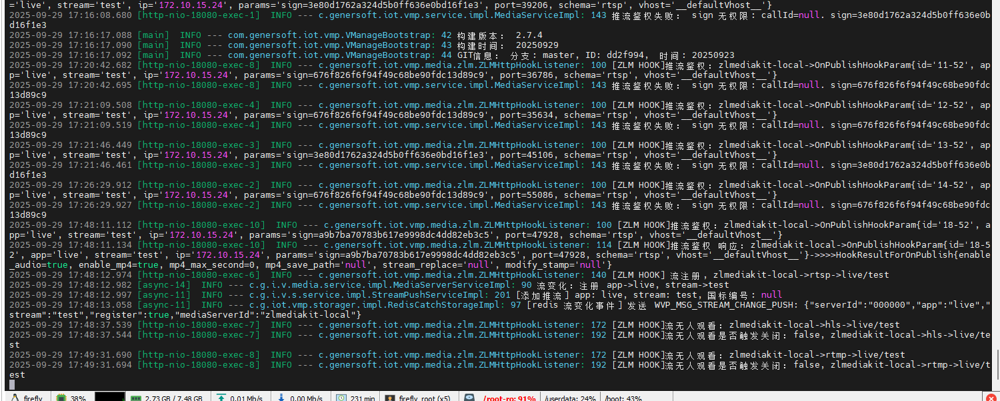 ='live', stream='test', ip='172.10.15.24', params='sign=3e80d1762a324d5b0ff636e0bd16f1e3', port=39206, schema='rtsp', vhost='__defaultVhost__'}
2025-09-29 17:16:08.680 [http-nio-18080-exec-1]  INFO --- c.genersoft.iot.vmp.service.impl.MediaServiceImpl: 143 推流鉴权失败: sign 无权限: callId=null. sign=3e80d1762a324d5b0ff636e0b
d16f1e3
2025-09-29 17:16:17.088 [main]  INFO --- com.genersoft.iot.vmp.VManageBootstrap: 42 构建版本: 2.7.4
2025-09-29 17:16:17.090 [main]  INFO --- com.genersoft.iot.vmp.VManageBootstrap: 43 构建时间: 20250929
2025-09-29 17:16:17.092 [main]  INFO --- com.genersoft.iot.vmp.VManageBootstrap: 44 GIT信息: 分支: master, ID: dd2f994, 时间: 20250923
2025-09-29 17:20:42.682 [http-nio-18080-exec-8]  INFO --- c.genersoft.iot.vmp.media.zlm.ZLMHttpHookListener: 100 [ZLM HOOK]推流鉴权: zlmediakit-local->OnPublishHookParam{id='11-52', ap
p='live', stream='test', ip='172.10.15.24', params='sign=676f826f6f94f49c68be90fdc13d89c9', port=36786, schema='rtsp', vhost='__defaultVhost__'}
2025-09-29 17:20:42.695 [http-nio-18080-exec-8]  INFO --- c.genersoft.iot.vmp.service.impl.MediaServiceImpl: 143 推流鉴权失败: sign 无权限: callId=null. sign=676f826f6f94f49c68be90fdc
13d89c9
2025-09-29 17:21:09.508 [http-nio-18080-exec-4]  INFO --- c.genersoft.iot.vmp.media.zlm.ZLMHttpHookListener: 100 [ZLM HOOK]推流鉴权: zlmediakit-local->OnPublishHookParam{id='12-52', ap
p='live', stream='test', ip='172.10.15.24', params='sign=676f826f6f94f49c68be90fdc13d89c9', port=35634, schema='rtsp', vhost='__defaultVhost__'}
2025-09-29 17:21:09.519 [http-nio-18080-exec-4]  INFO --- c.genersoft.iot.vmp.service.impl.MediaServiceImpl: 143 推流鉴权失败: sign 无权限: callId=null. sign=676f826f6f94f49c68be90fdc
13d89c9
2025-09-29 17:21:46.449 [http-nio-18080-exec-3]  INFO --- c.genersoft.iot.vmp.media.zlm.ZLMHttpHookListener: 100 [ZLM HOOK]推流鉴权: zlmediakit-local->OnPublishHookParam{id='13-52', ap
p='live', stream='test', ip='172.10.15.24', params='sign=3e80d1762a324d5b0ff636e0bd16f1e3', port=45106, schema='rtsp', vhost='__defaultVhost__'}
2025-09-29 17:21:46.461 [http-nio-18080-exec-3]  INFO --- c.genersoft.iot.vmp.service.impl.MediaServiceImpl: 143 推流鉴权失败: sign 无权限: callId=null. sign=3e80d1762a324d5b0ff636e0b
d16f1e3
2025-09-29 17:26:29.912 [http-nio-18080-exec-2]  INFO --- c.genersoft.iot.vmp.media.zlm.ZLMHttpHookListener: 100 [ZLM HOOK]推流鉴权: zlmediakit-local->OnPublishHookParam{id='14-52', ap
p='live', stream='test', ip='172.10.15.24', params='sign=676f826f6f94f49c68be90fdc13d89c9', port=55086, schema='rtsp', vhost='__defaultVhost__'}
2025-09-29 17:26:29.927 [http-nio-18080-exec-2]  INFO --- c.genersoft.iot.vmp.service.impl.MediaServiceImpl: 143 推流鉴权失败: sign 无权限: callId=null. sign=676f826f6f94f49c68be90fdc
13d89c9
2025-09-29 17:48:11.112 [http-nio-18080-exec-10]  INFO --- c.genersoft.iot.vmp.media.zlm.ZLMHttpHookListener: 100 [ZLM HOOK]推流鉴权: zlmediakit-local->OnPublishHookParam{id='18-52', a
pp='live', stream='test', ip='172.10.15.24', params='sign=a9b7ba70783b617e9998dc4dd82eb3c5', port=47928, schema='rtsp', vhost='__defaultVhost__'}
2025-09-29 17:48:11.134 [http-nio-18080-exec-10]  INFO --- c.genersoft.iot.vmp.media.zlm.ZLMHttpHookListener: 114 [ZLM HOOK]推流鉴权 响应: zlmediakit-local->OnPublishHookParam{id='18-5
2', app='live', stream='test', ip='172.10.15.24', params='sign=a9b7ba70783b617e9998dc4dd82eb3c5', port=47928, schema='rtsp', vhost='__defaultVhost__'}->>>>HookResultForOnPublish{enable
_audio=true, enable_mp4=true, mp4_max_second=0, mp4_save_path='null', stream_replace='null', modify_stamp='null'}
2025-09-29 17:48:12.974 [http-nio-18080-exec-6]  INFO --- c.genersoft.iot.vmp.media.zlm.ZLMHttpHookListener: 140 [ZLM HOOK] 流注册, zlmediakit-local->rtsp->live/test
2025-09-29 17:48:12.982 [async-14]  INFO --- c.g.i.v.media.service.impl.MediaServerServiceImpl: 90 流变化: 注册 app->live, stream->test
2025-09-29 17:48:12.997 [async-11]  INFO --- c.g.i.v.s.service.impl.StreamPushServiceImpl: 201 [添加推流] app: live, stream: test, 国标编号: null
2025-09-29 17:48:13.058 [async-11]  INFO --- c.g.iot.vmp.storager.impl.RedisCatchStorageImpl: 97 [redis 流变化事件] 发送 WVP_MSG_STREAM_CHANGE_PUSH: {"serverId":"000000","app":"live","
stream":"test","register":true,"mediaServerId":"zlmediakit-local"}
2025-09-29 17:48:37.539 [http-nio-18080-exec-7]  INFO --- c.genersoft.iot.vmp.media.zlm.ZLMHttpHookListener: 172 [ZLM HOOK]流无人观看: zlmediakit-local->hls->live/test
2025-09-29 17:48:37.544 [http-nio-18080-exec-7]  INFO --- c.genersoft.iot.vmp.media.zlm.ZLMHttpHookListener: 192 [ZLM HOOK]流无人观看是否触发关闭: false, zlmediakit-local->hls->live/te
st
2025-09-29 17:49:31.690 [http-nio-18080-exec-8]  INFO --- c.genersoft.iot.vmp.media.zlm.ZLMHttpHookListener: 172 [ZLM HOOK]流无人观看: zlmediakit-local->rtmp->live/test
2025-09-29 17:49:31.694 [http-nio-18080-exec-8]  INFO --- c.genersoft.iot.vmp.media.zlm.ZLMHttpHookListener: 192 [ZLM HOOK]流无人观看是否触发关闭: false, zlmediakit-local->rtmp->live/t
est
firefly 38% 2.73 GB / 7.48 GB 0.01 Mb/s 0.00 Mb/s 231 min firefly root (x5) /root-ro: 91% /userdata: 24% /boot: 43%